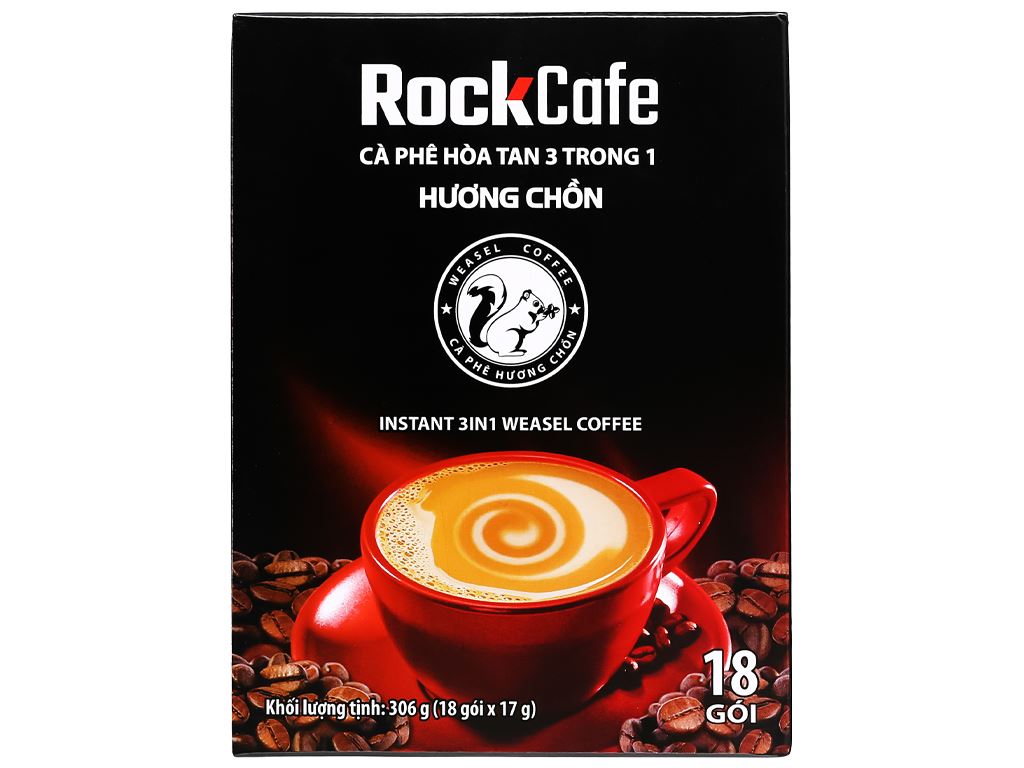 RockCafe
CÀ PHÊ HÒA TAN 3 TRONG 1
HƯƠNG CHỒN
WEASEL COFFEE
CÀ PHÊ HƯƠNG CHỒN
INSTANT 3IN1 WEASEL COFFEE
18
GÓI
Khối lượng tịnh: 306 g (18 gói x 17 g)